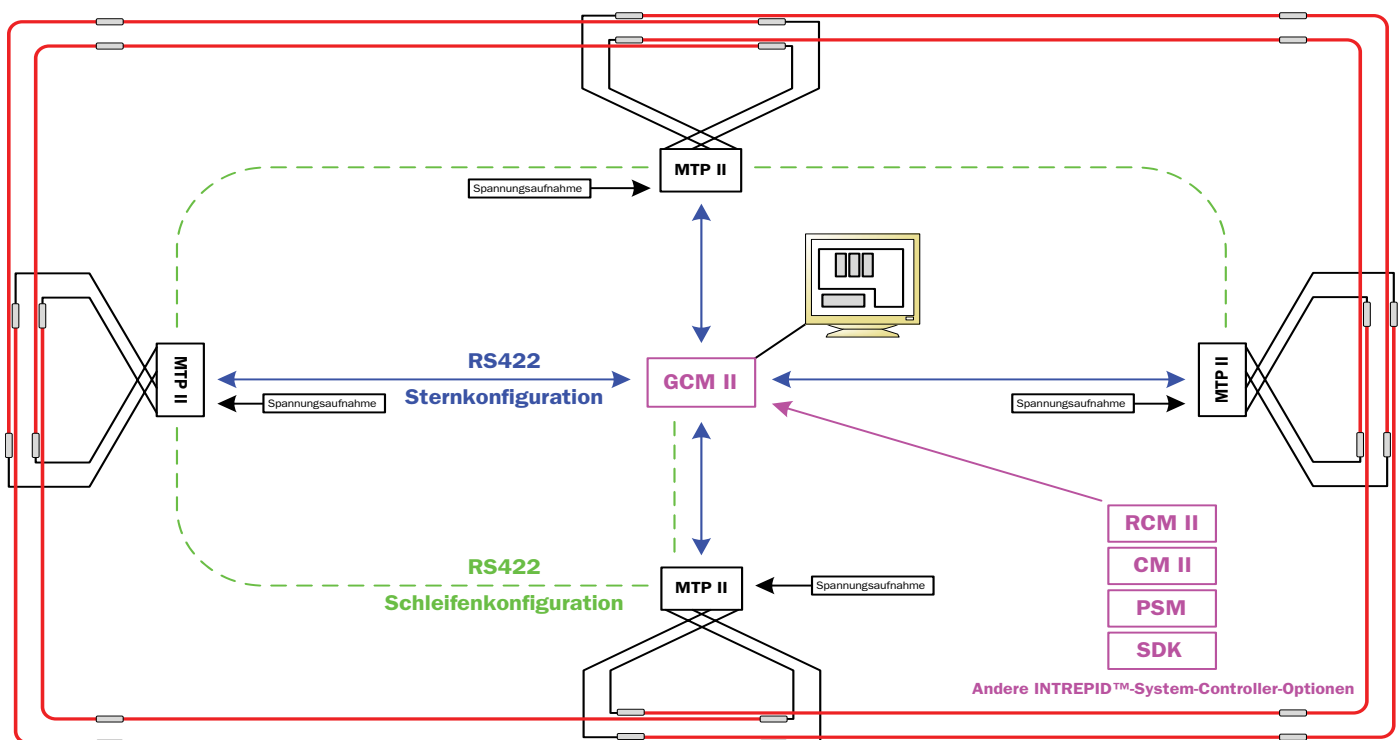 MTP II
Spannungsaufnahme
MTP II
RS422
Sternkonfiguration
Spannungsaufnahme
GCM II
Spannungsaufnahme
MTP II
RS422
Schleifenkonfiguration
MTP II
Spannungsaufnahme
RCM II
CM II
PSM
SDK
Andere INTREPID™-System-Controller-Optionen